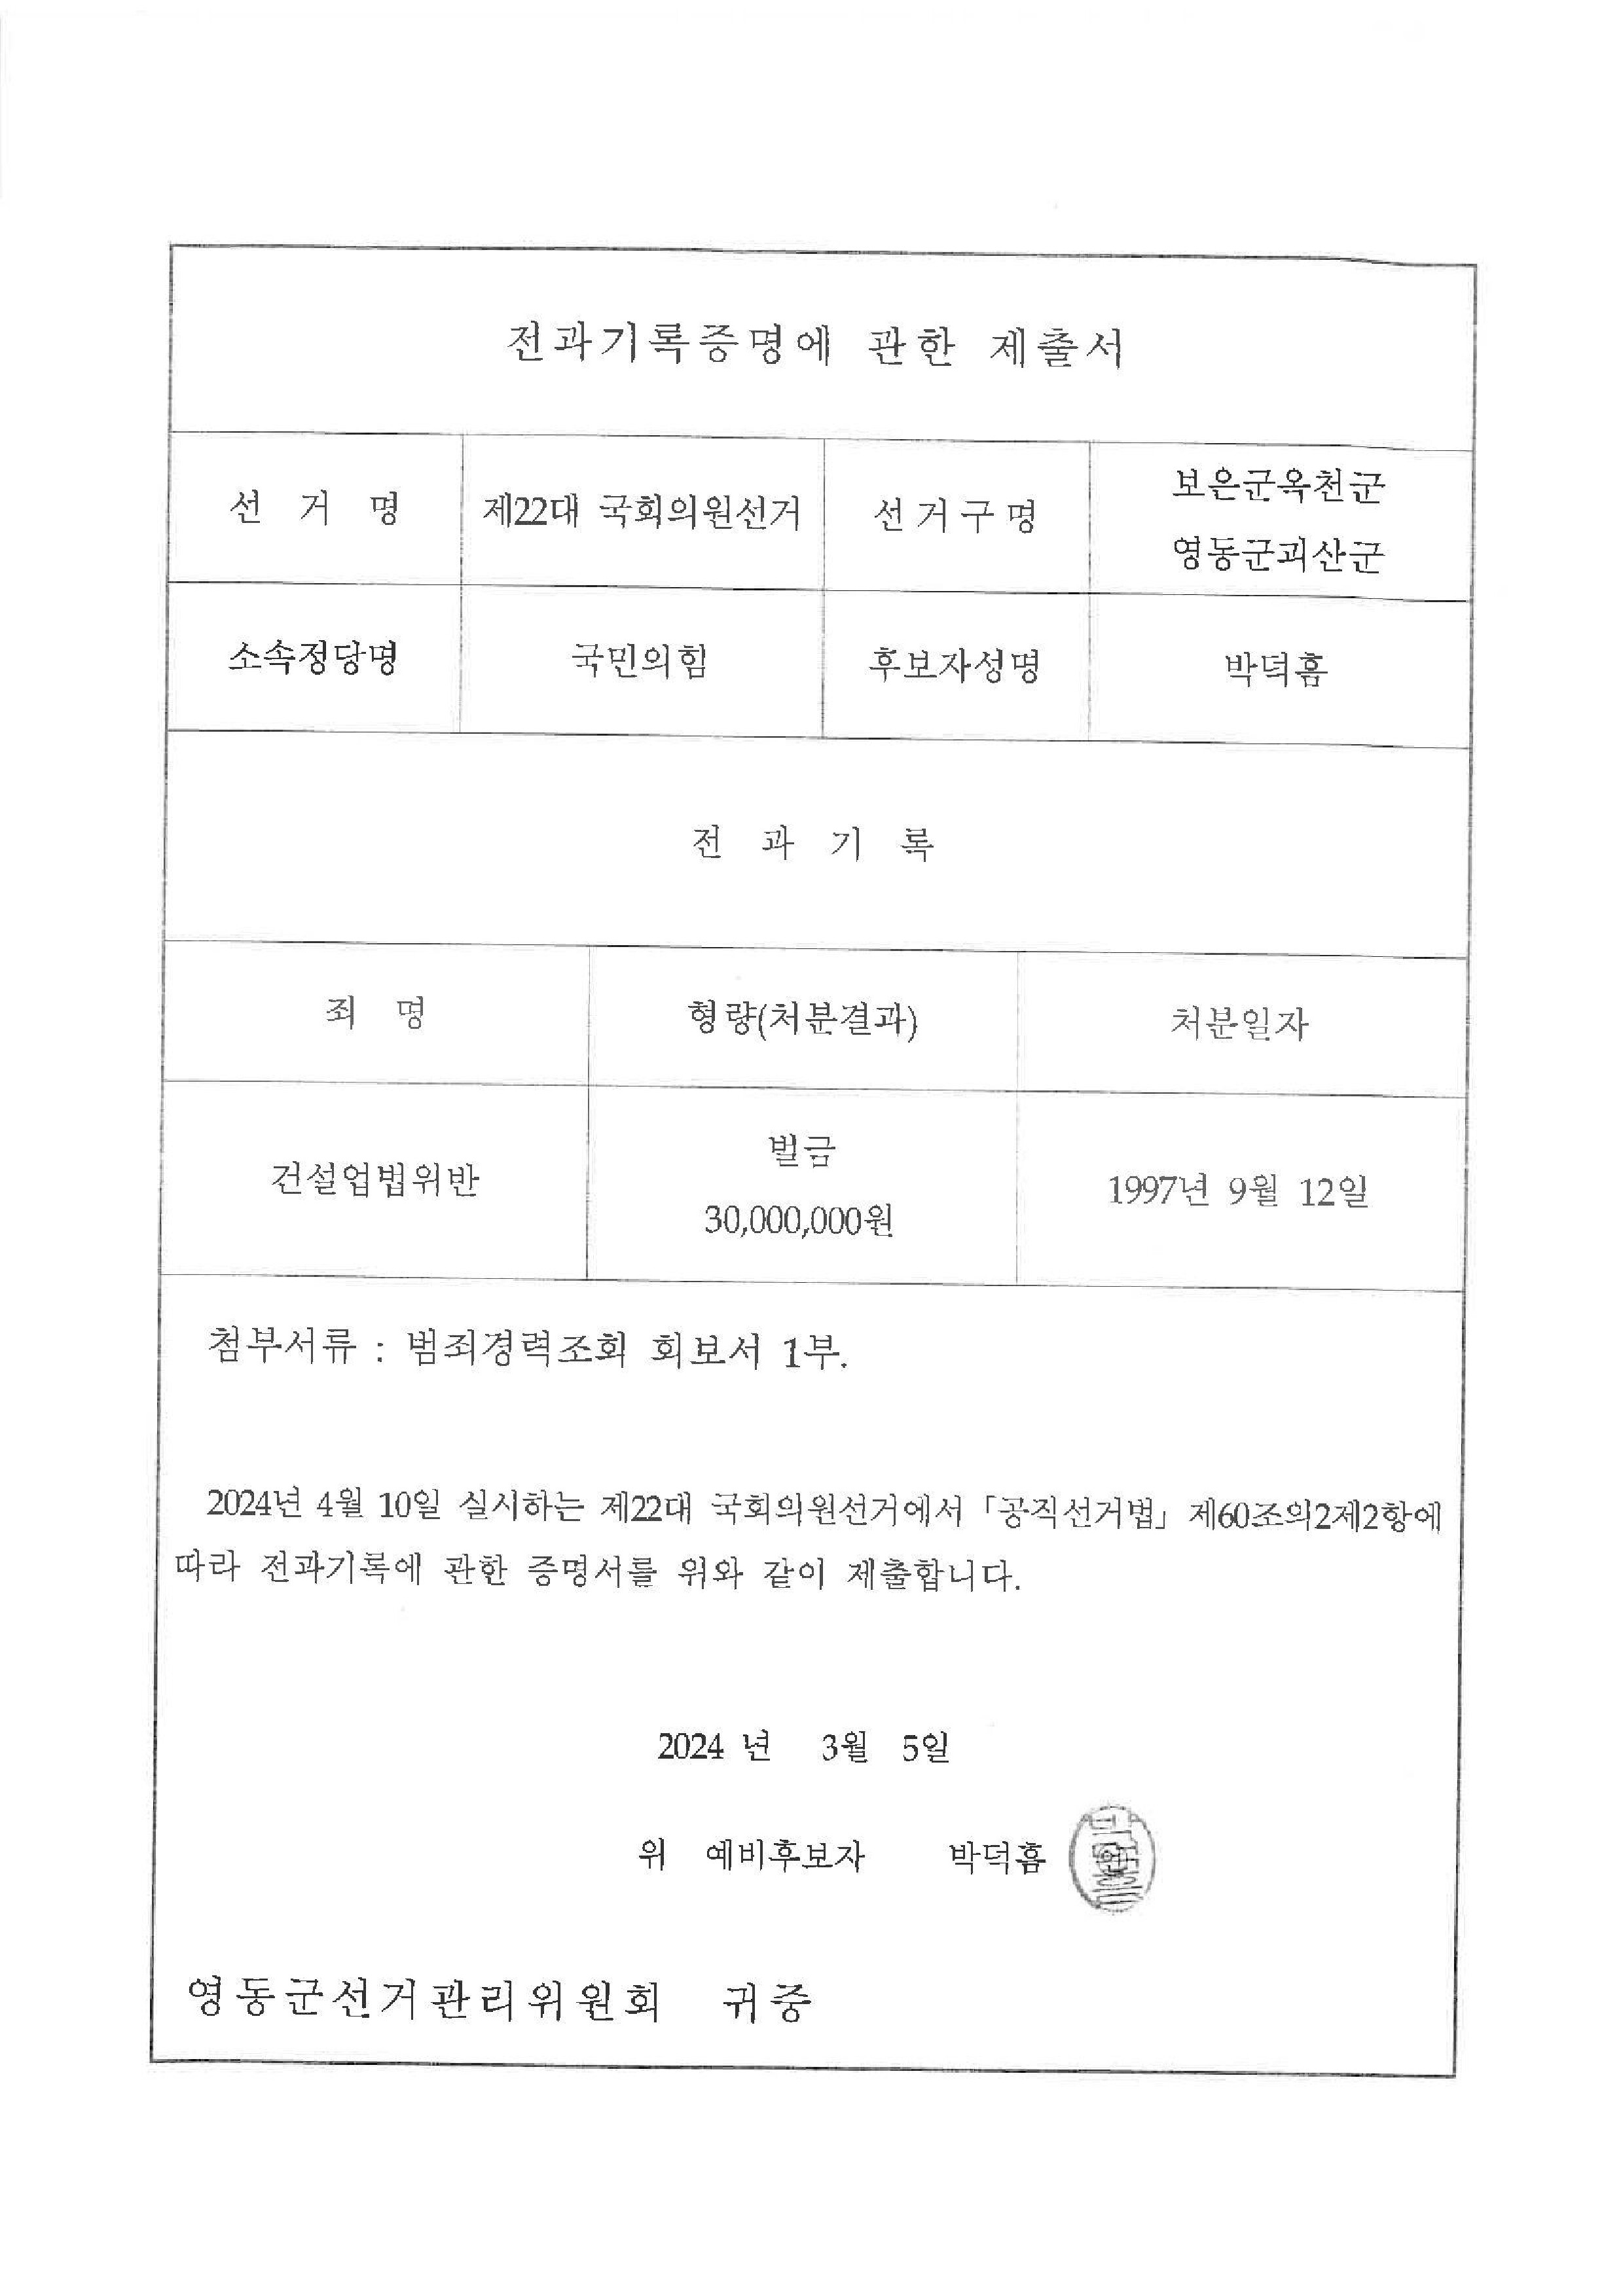 전과기록증명에 관한 제출서
선 거 명 제22대 국회의원선거 선거구명 보은군옥천군
영동군괴산군
소속정당명 국민의힘 후보자성명 박덕흠
전 과 기 록
죄 명 형량(처분결과) 처분일자
건설업법위반 벌금 1997년 9월 12일
30,000,000원
첨부서류 : 범죄경력조회 회보서 1부.
2024년 4월 10일 실시하는 제22대 국회의원선거에서 「공직선거법」 제60조의2제2항에
따라 전과기록에 관한 증명서를 위와 같이 제출합니다.
2024 년 3월 5일
위 예비후보자 박덕흠
영동군선거관리위원회 귀중